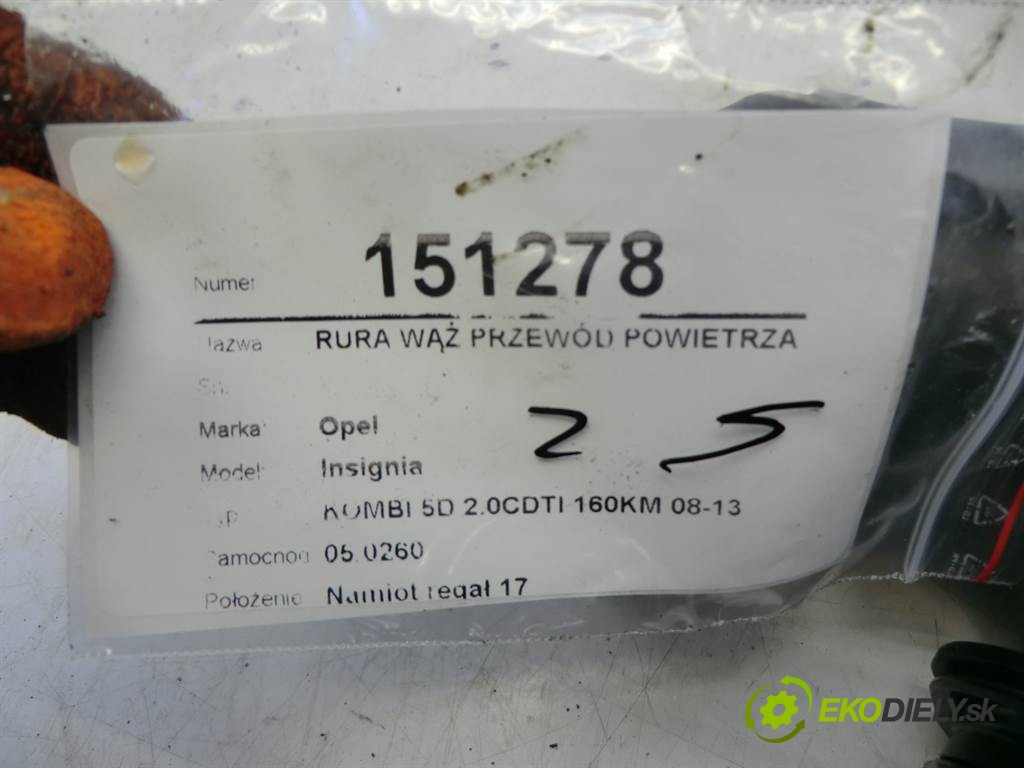 Numer 151278
Nazwa RURA WĄŻ PRZEWÓD POWIETRZA
Marka: Opel 2 5
Model: Insignia
KOMBI 5D 2.0CDTI 160KM 08-13
Samochód 05.0260
Położenie Namiot regał 17
EKODIELY.sk